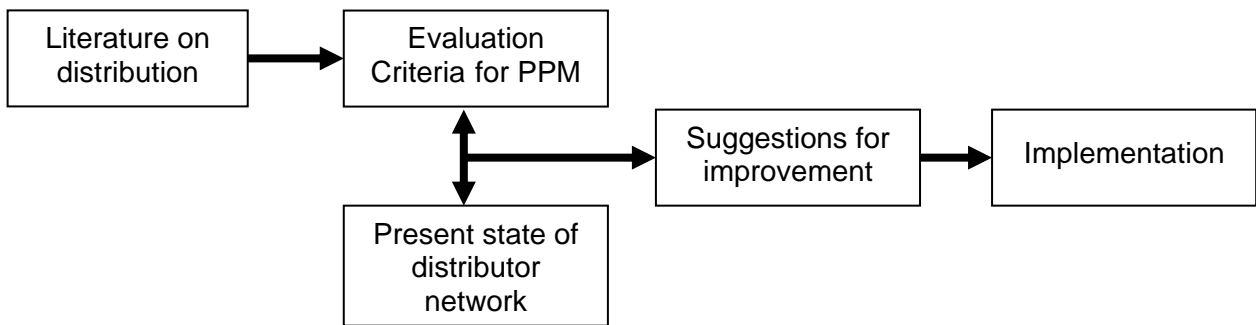 Literature on
distribution
Evaluation
Criteria for PPM
Suggestions for
improvement
Implementation
Present state of
distributor
network